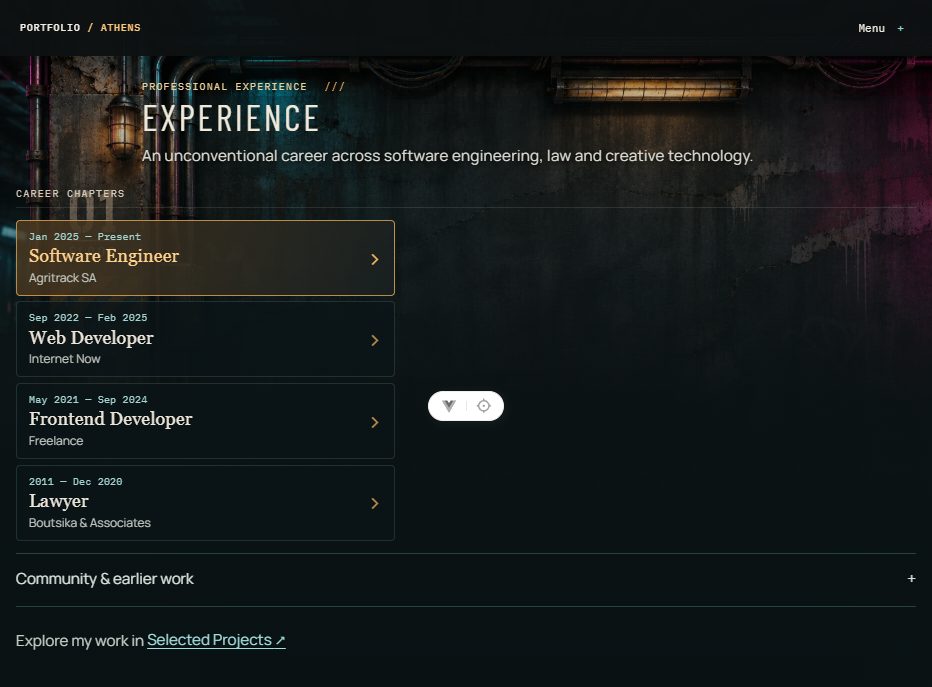 PORTFOLIO / ATHENS
Menu +
PROFESSIONAL EXPERIENCE ///
EXPERIENCE
An unconventional career across software engineering, law and creative technology.
CAREER CHAPTERS
01
Jan 2025 — Present
Software Engineer
Agritrack SA
Sep 2022 — Feb 2025
Web Developer
Internet Now
May 2021 — Sep 2024
Frontend Developer
Freelance
2011 — Dec 2020
Lawyer
Boutsika & Associates
Community & earlier work
+
Explore my work in Selected Projects ↗